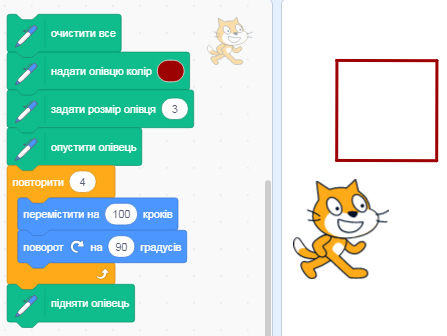 очистити все
надати олівцю колір
задати розмір олівця 3
опустити олівець
повторити 4
перемістити на 100 кроків
поворот на 90 градусів
підняти олівець